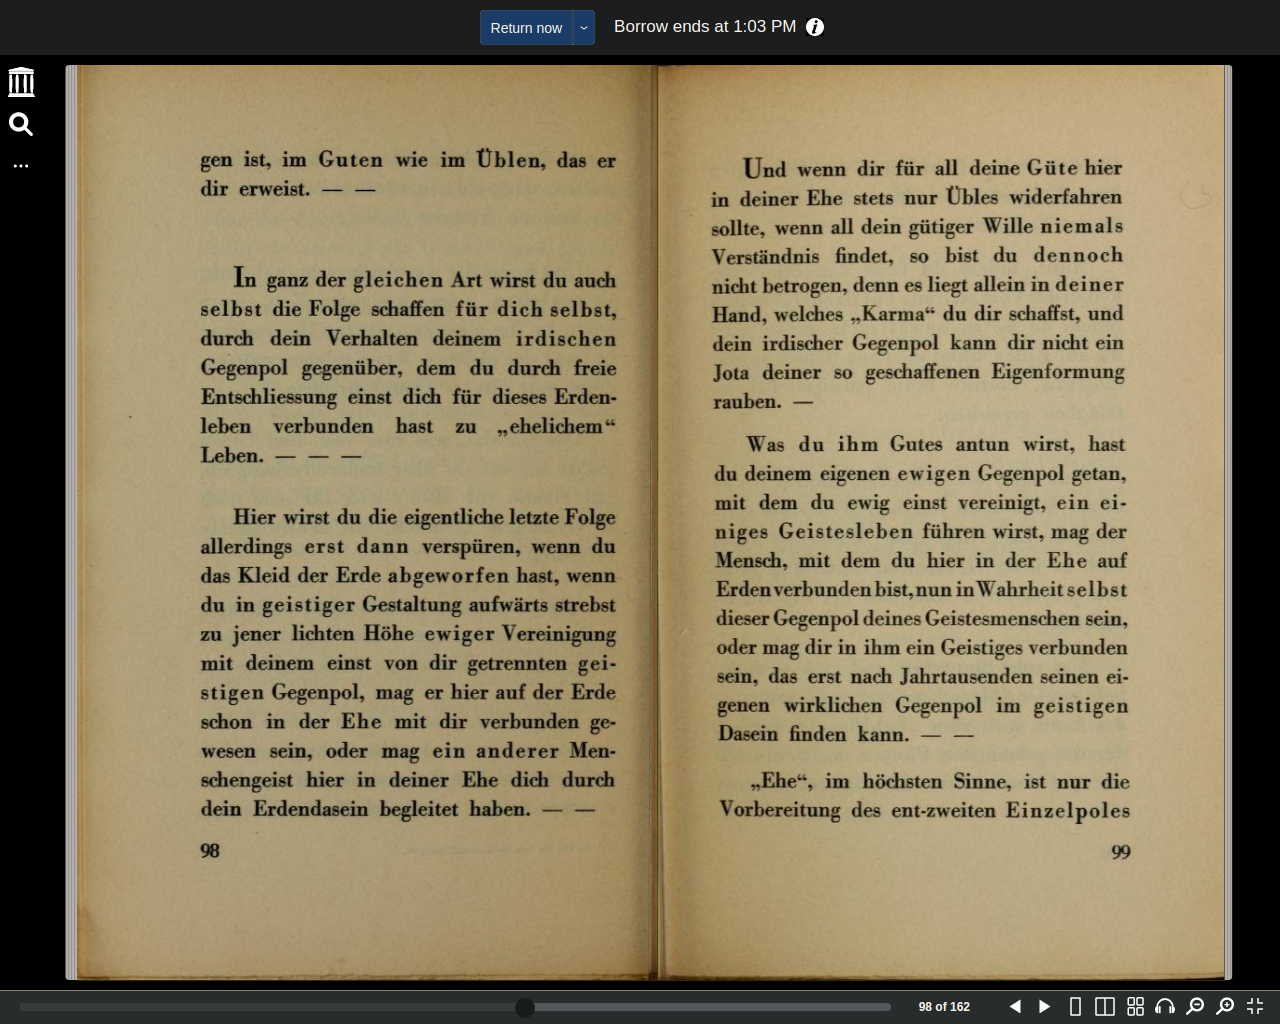 Return now
Borrow ends at 1:03 PM
gen ist, im Guten wie im Üblen, das er
dir erweist. — —
In ganz der gleichen Art wirst du auch
selbst die Folge schaffen für dich selbst,
durch dein Verhalten deinem irdischen
Gegenpol gegenüber, dem du durch freie
Entschliessung einst dich für dieses Erden-
leben verbunden hast zu „ehelichem“
Leben. — — —
Hier wirst du die eigentliche letzte Folge
allerdings erst dann verspüren, wenn du
das Kleid der Erde abgeworfen hast, wenn
du in geistiger Gestaltung aufwärts strebst
zu jener lichten Höhe ewiger Vereinigung
mit deinem einst von dir getrennten gei-
stigen Gegenpol, mag er hier auf der Erde
schon in der Ehe mit dir verbunden ge-
wesen sein, oder mag ein anderer Men-
schengeist hier in deiner Ehe dich durch
dein Erdendasein begleitet haben. — —
98
Und wenn dir für all deine Güte hier
in deiner Ehe stets nur Übles widerfahren
sollte, wenn all dein gütiger Wille niemals
Verständnis findet, so bist du dennoch
nicht betrogen, denn es liegt allein in deiner
Hand, welches „Karma“ du dir schaffst, und
dein irdischer Gegenpol kann dir nicht ein
Jota deiner so geschaffenen Eigenformung
rauben. —
Was du ihm Gutes antun wirst, hast
du deinem eigenen ewigen Gegenpol getan,
mit dem du ewig einst vereinigt, ein ei-
niges Geistesleben führen wirst, mag der
Mensch, mit dem du hier in der Ehe auf
Erden verbunden bist, nun in Wahrheit selbst
dieser Gegenpol deines Geistesmenschen sein,
oder mag dir in ihm ein Geistiges verbunden
sein, das erst nach Jahrtausenden seinen ei-
genen wirklichen Gegenpol im geistigen
Dasein finden kann. — —
„Ehe“, im höchsten Sinne, ist nur die
Vorbereitung des ent-zweiten Einzelpoles
99
98 of 162